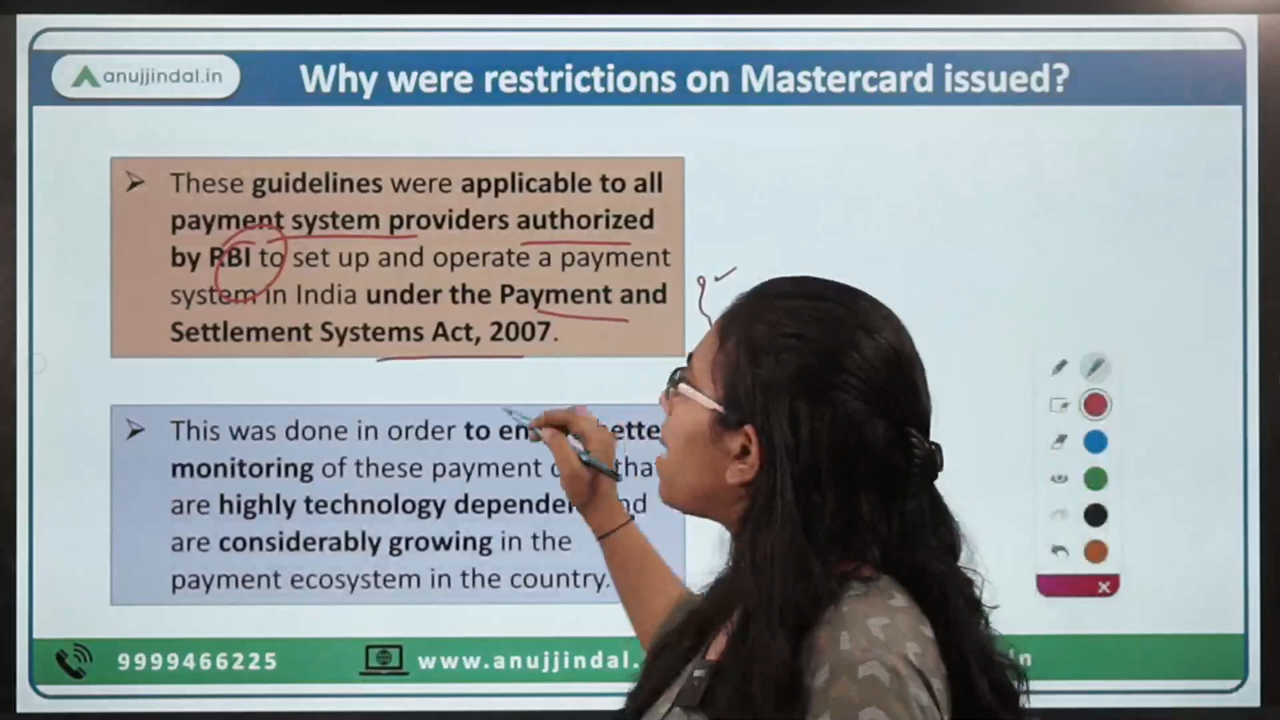 anujjindal.in
Why were restrictions on Mastercard issued?
➢ These guidelines were applicable to all
payment system providers authorized
by RBI to set up and operate a payment
system in India under the Payment and
Settlement Systems Act, 2007.
➢ This was done in order to
monitoring of these payment
are highly technology
are considerably growing in the
payment ecosystem in the country.
9999466225
www.anujjindal.